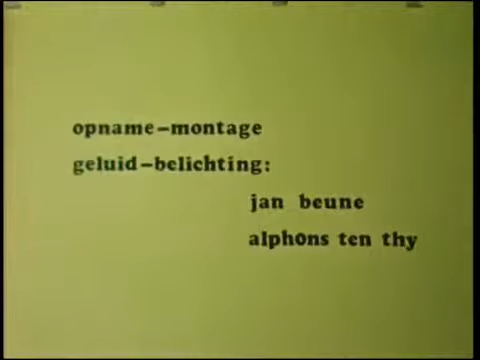 opname-montage
geluid-belichting:
jan beune
alphons ten thy